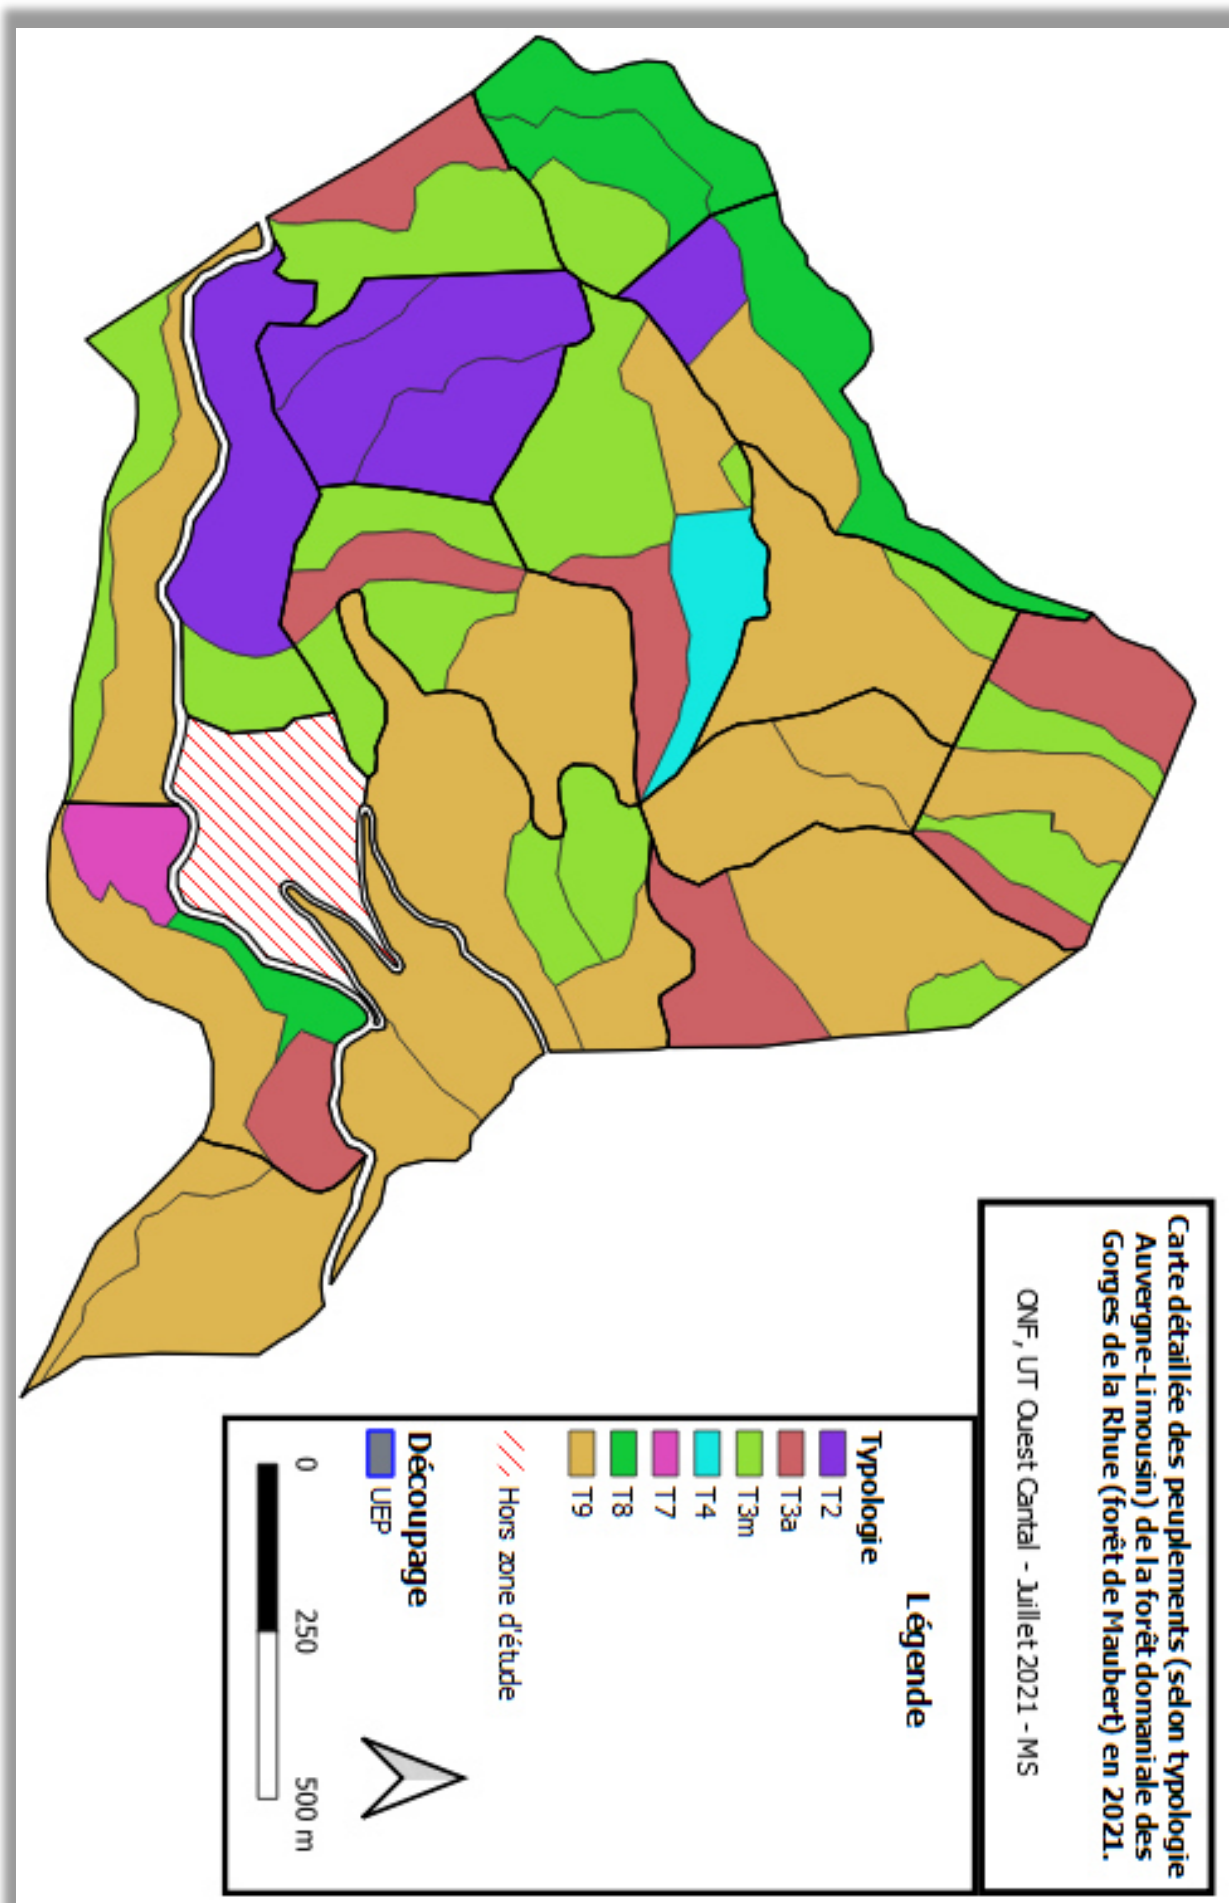 Carte détaillée des peuplements (selon typologie
Auvergne-Limousin) de la forêt domaniale des
Gorges de la Rhue (forêt de Maubert) en 2021.
ONF, UT Ouest Cantal - Juillet 2021 - MS
Légende
Typologie
T2
T3a
T3m
T4
T7
T8
T9
Hors zone d'étude
Découpage
UEP
0 250 500 m